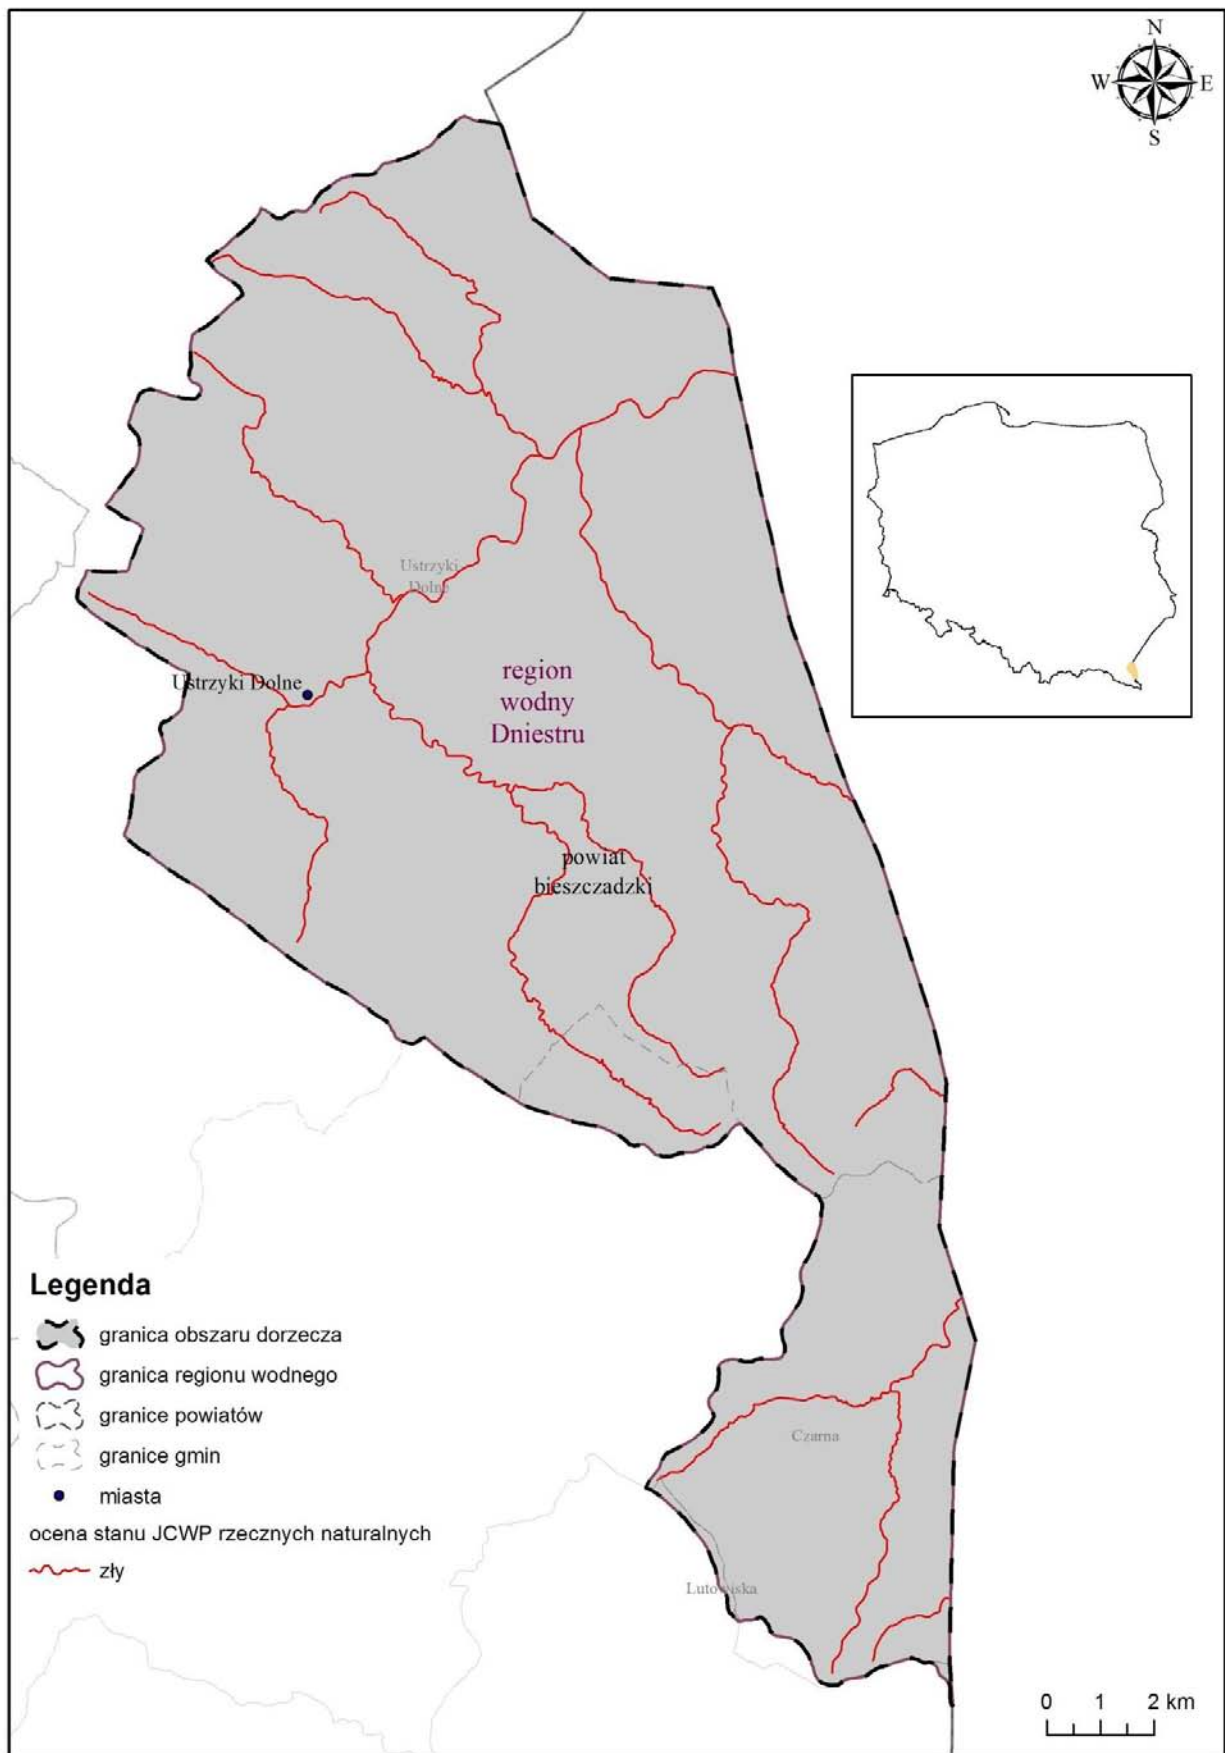 N
W E
S
Ustrzyki
Dolne
Ustrzyki Dolne
region
wodny
Dniestru
powiat
bieszczadzki
Czarna
Lutowiska
Legenda
granica obszaru dorzecza
granica regionu wodnego
granice powiatów
granice gmin
miasta
ocena stanu JCWP rzecznych naturalnych
zły
0 1 2 km